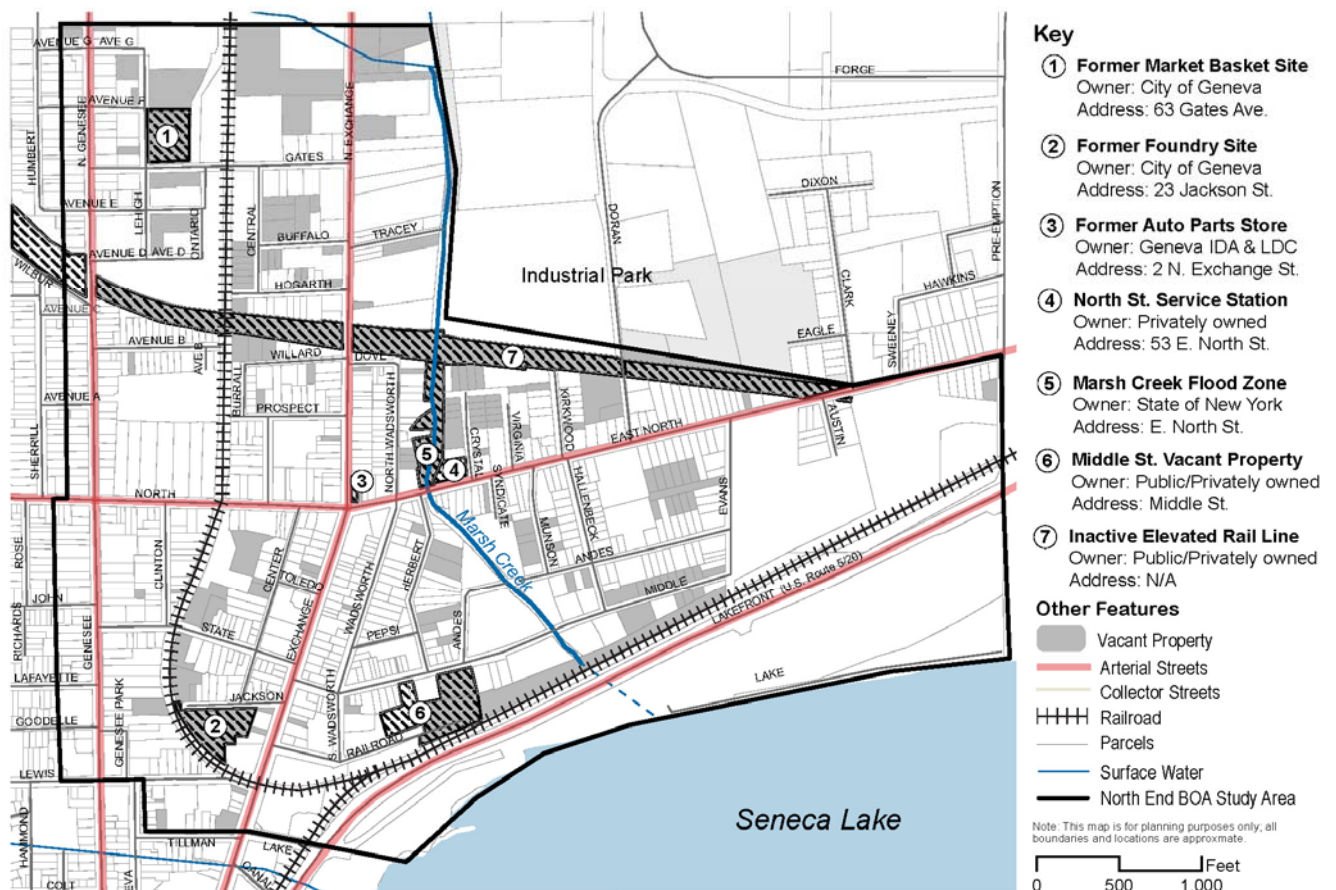 AVENUE G
AVE G
AVENUE F
HUMBERT
N. GENESEE
GATES
N. EXCHANGE
AVENUE E
LEHIGH
ONTARIO
CENTRAL
BUFFALO
TRACEY
AVENUE D
AVE D
WILBUR
HOGARTH
AVENUE C
AVENUE B
AVE B
WILLARD
DOVE
BURRALL
PROSPECT
AVENUE A
SHERRILL
NORTH WADSWORTH
CRYSTAL
VIRGINIA
SYNDICATE
KIRKWOOD
EAST NORTH
HALLENBECK
MUNSON
EVANS
AUSTIN
FORGE
DIXON
DORAN
CLARK
EAGLE
SWEENEY
HAWKINS
PRE-EMPTION
Industrial Park
NORTH
ROSE
CLINTON
CENTER
TOLEDO
EXCHANGE
WADSWORTH
HERBERT
Marsh Creek
ANDES
MIDDLE
ANDES
PEPSI
JOHN
RICHARDS
STATE
GENESEE
LAFAYETTE
JACKSON
GOODELLE
GENESEE PARK
S. WADSWORTH
RAILROAD
LAKEFRONT (U.S. Route 5/20)
LAKE
LEWIS
HAMMOND
TILLMAN
LAKE
COLT
Seneca Lake
1
2
3
4
5
6
7
Key
1 Former Market Basket Site
Owner: City of Geneva
Address: 63 Gates Ave.
2 Former Foundry Site
Owner: City of Geneva
Address: 23 Jackson St.
3 Former Auto Parts Store
Owner: Geneva IDA & LDC
Address: 2 N. Exchange St.
4 North St. Service Station
Owner: Privately owned
Address: 53 E. North St.
5 Marsh Creek Flood Zone
Owner: State of New York
Address: E. North St.
6 Middle St. Vacant Property
Owner: Public/Privately owned
Address: Middle St.
7 Inactive Elevated Rail Line
Owner: Public/Privately owned
Address: N/A
Other Features
Vacant Property
Arterial Streets
Collector Streets
Railroad
Parcels
Surface Water
North End BOA Study Area
Note: This map is for planning purposes only; all
boundaries and locations are approxmate.
Feet
0 500 1,000